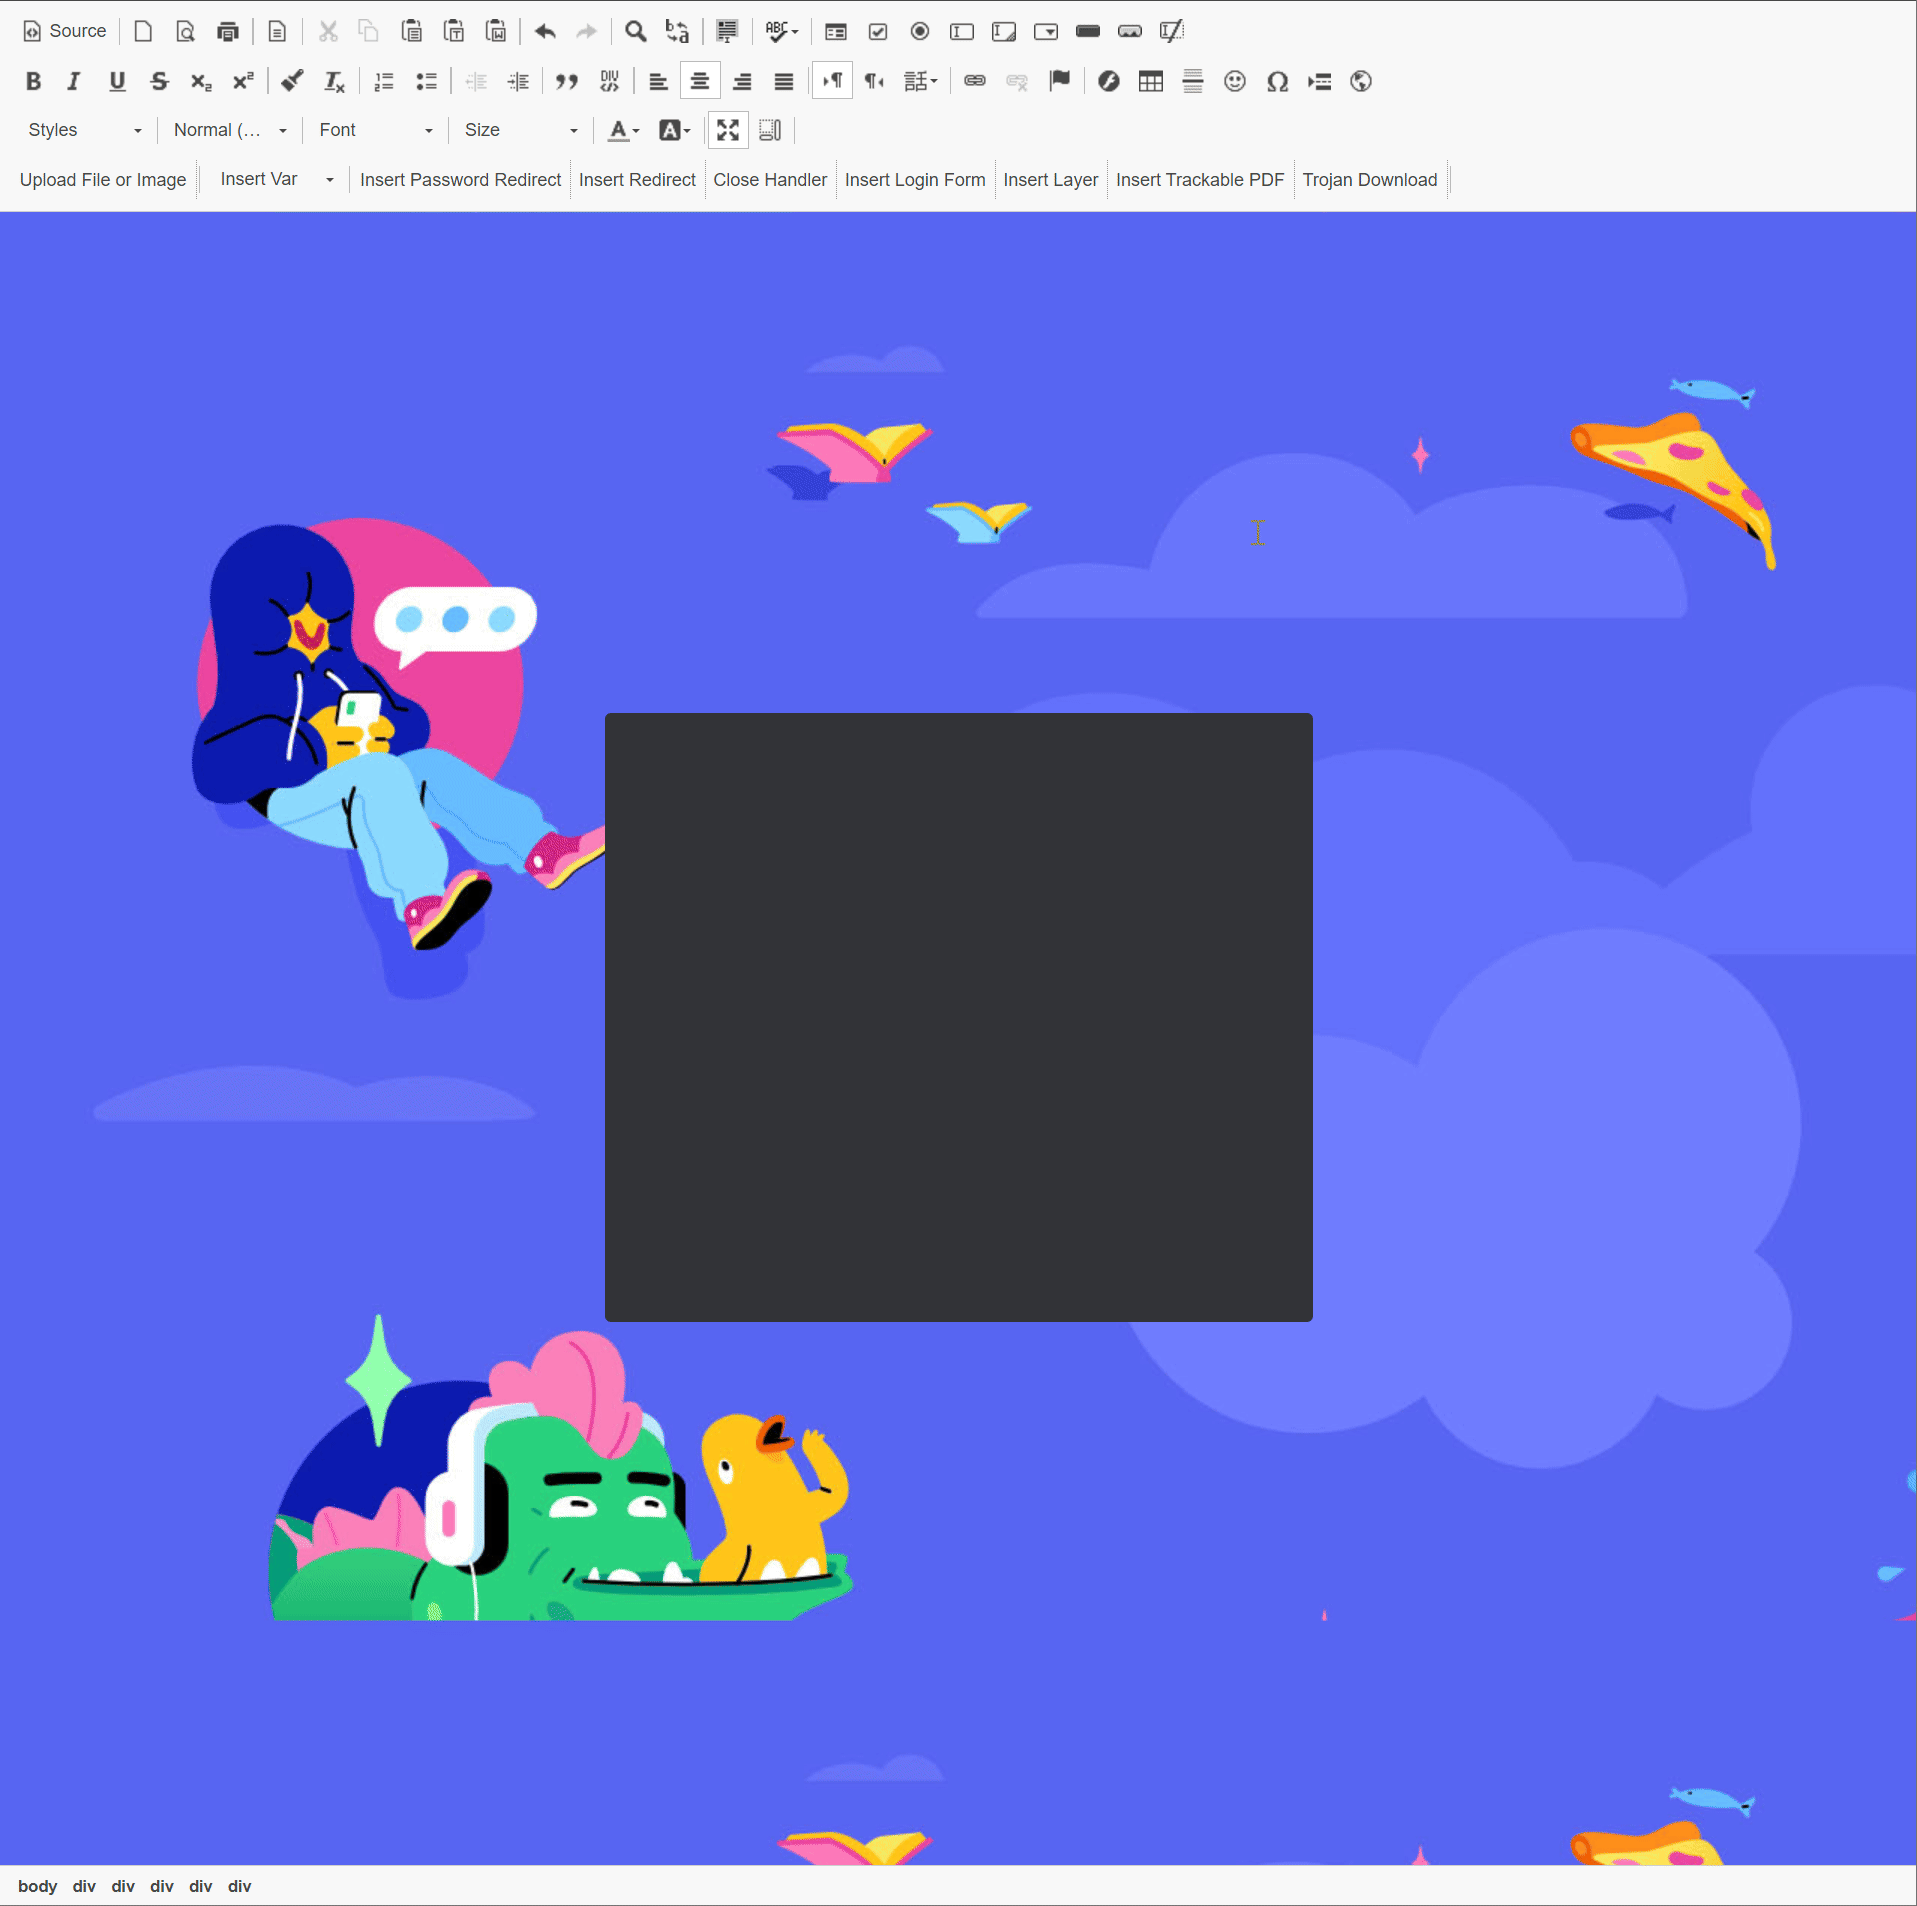 Source
Styles Normal (... Font Size
Upload File or Image Insert Var Insert Password Redirect Insert Redirect Close Handler Insert Login Form Insert Layer Insert Trackable PDF Trojan Download
body div div div div div